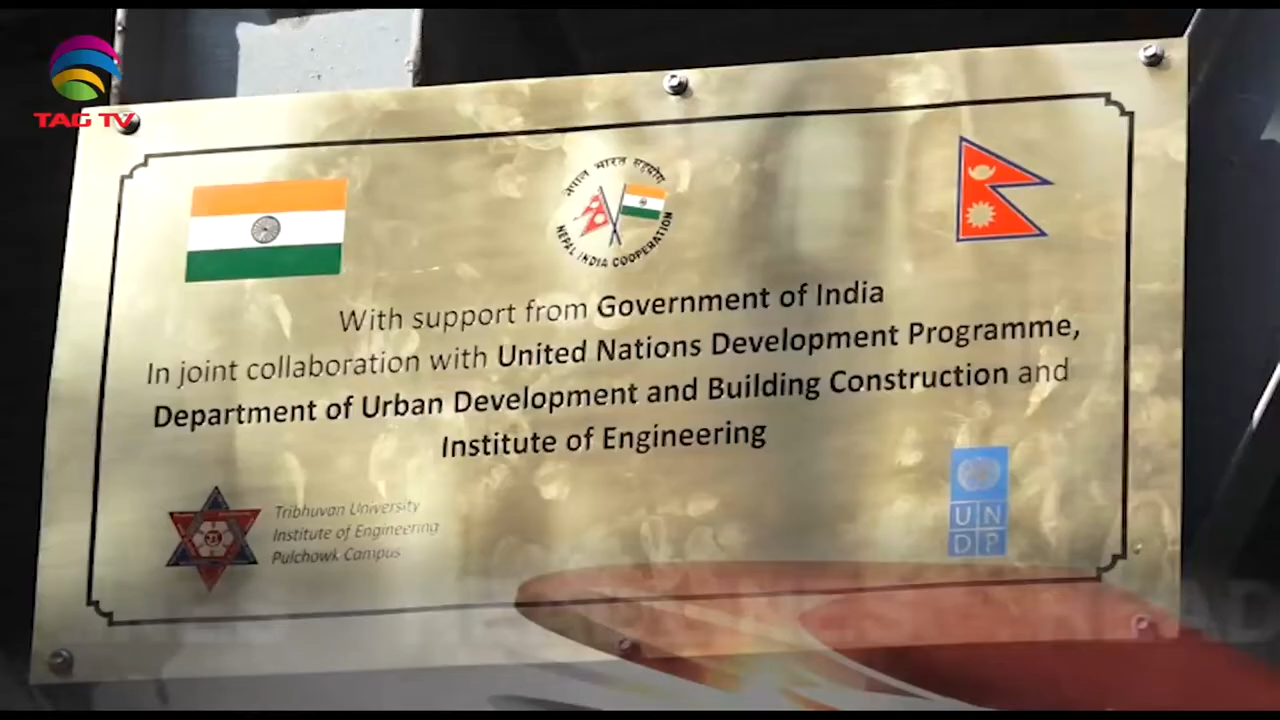 TAG TV
नेपाल भारत सहयोग
NEPAL INDIA COOPERATION
With support from Government of India
In joint collaboration with United Nations Development Programme,
Department of Urban Development and Building Construction and
Institute of Engineering
Tribhuvan University
Institute of Engineering
Pulchowk Campus
U N
D P